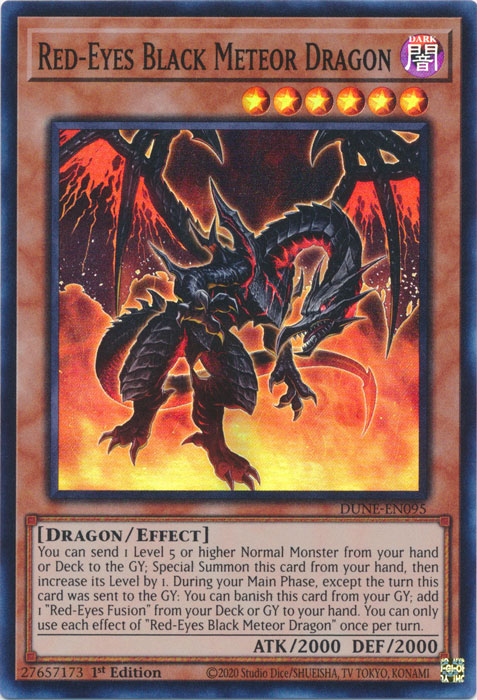 Red-Eyes Black Meteor Dragon
DARK
闇
DUNE-EN095
[Dragon/Effect]
You can send 1 Level 5 or higher Normal Monster from your hand
or Deck to the GY; Special Summon this card from your hand, then
increase its Level by 1. During your Main Phase, except the turn this
card was sent to the GY: You can banish this card from your GY; add
1 "Red-Eyes Fusion" from your Deck or GY to your hand. You can only
use each effect of "Red-Eyes Black Meteor Dragon" once per turn.
ATK/2000 DEF/2000
27657173 1st Edition ©2020 Studio Dice/SHUEISHA, TV TOKYO, KONAMI